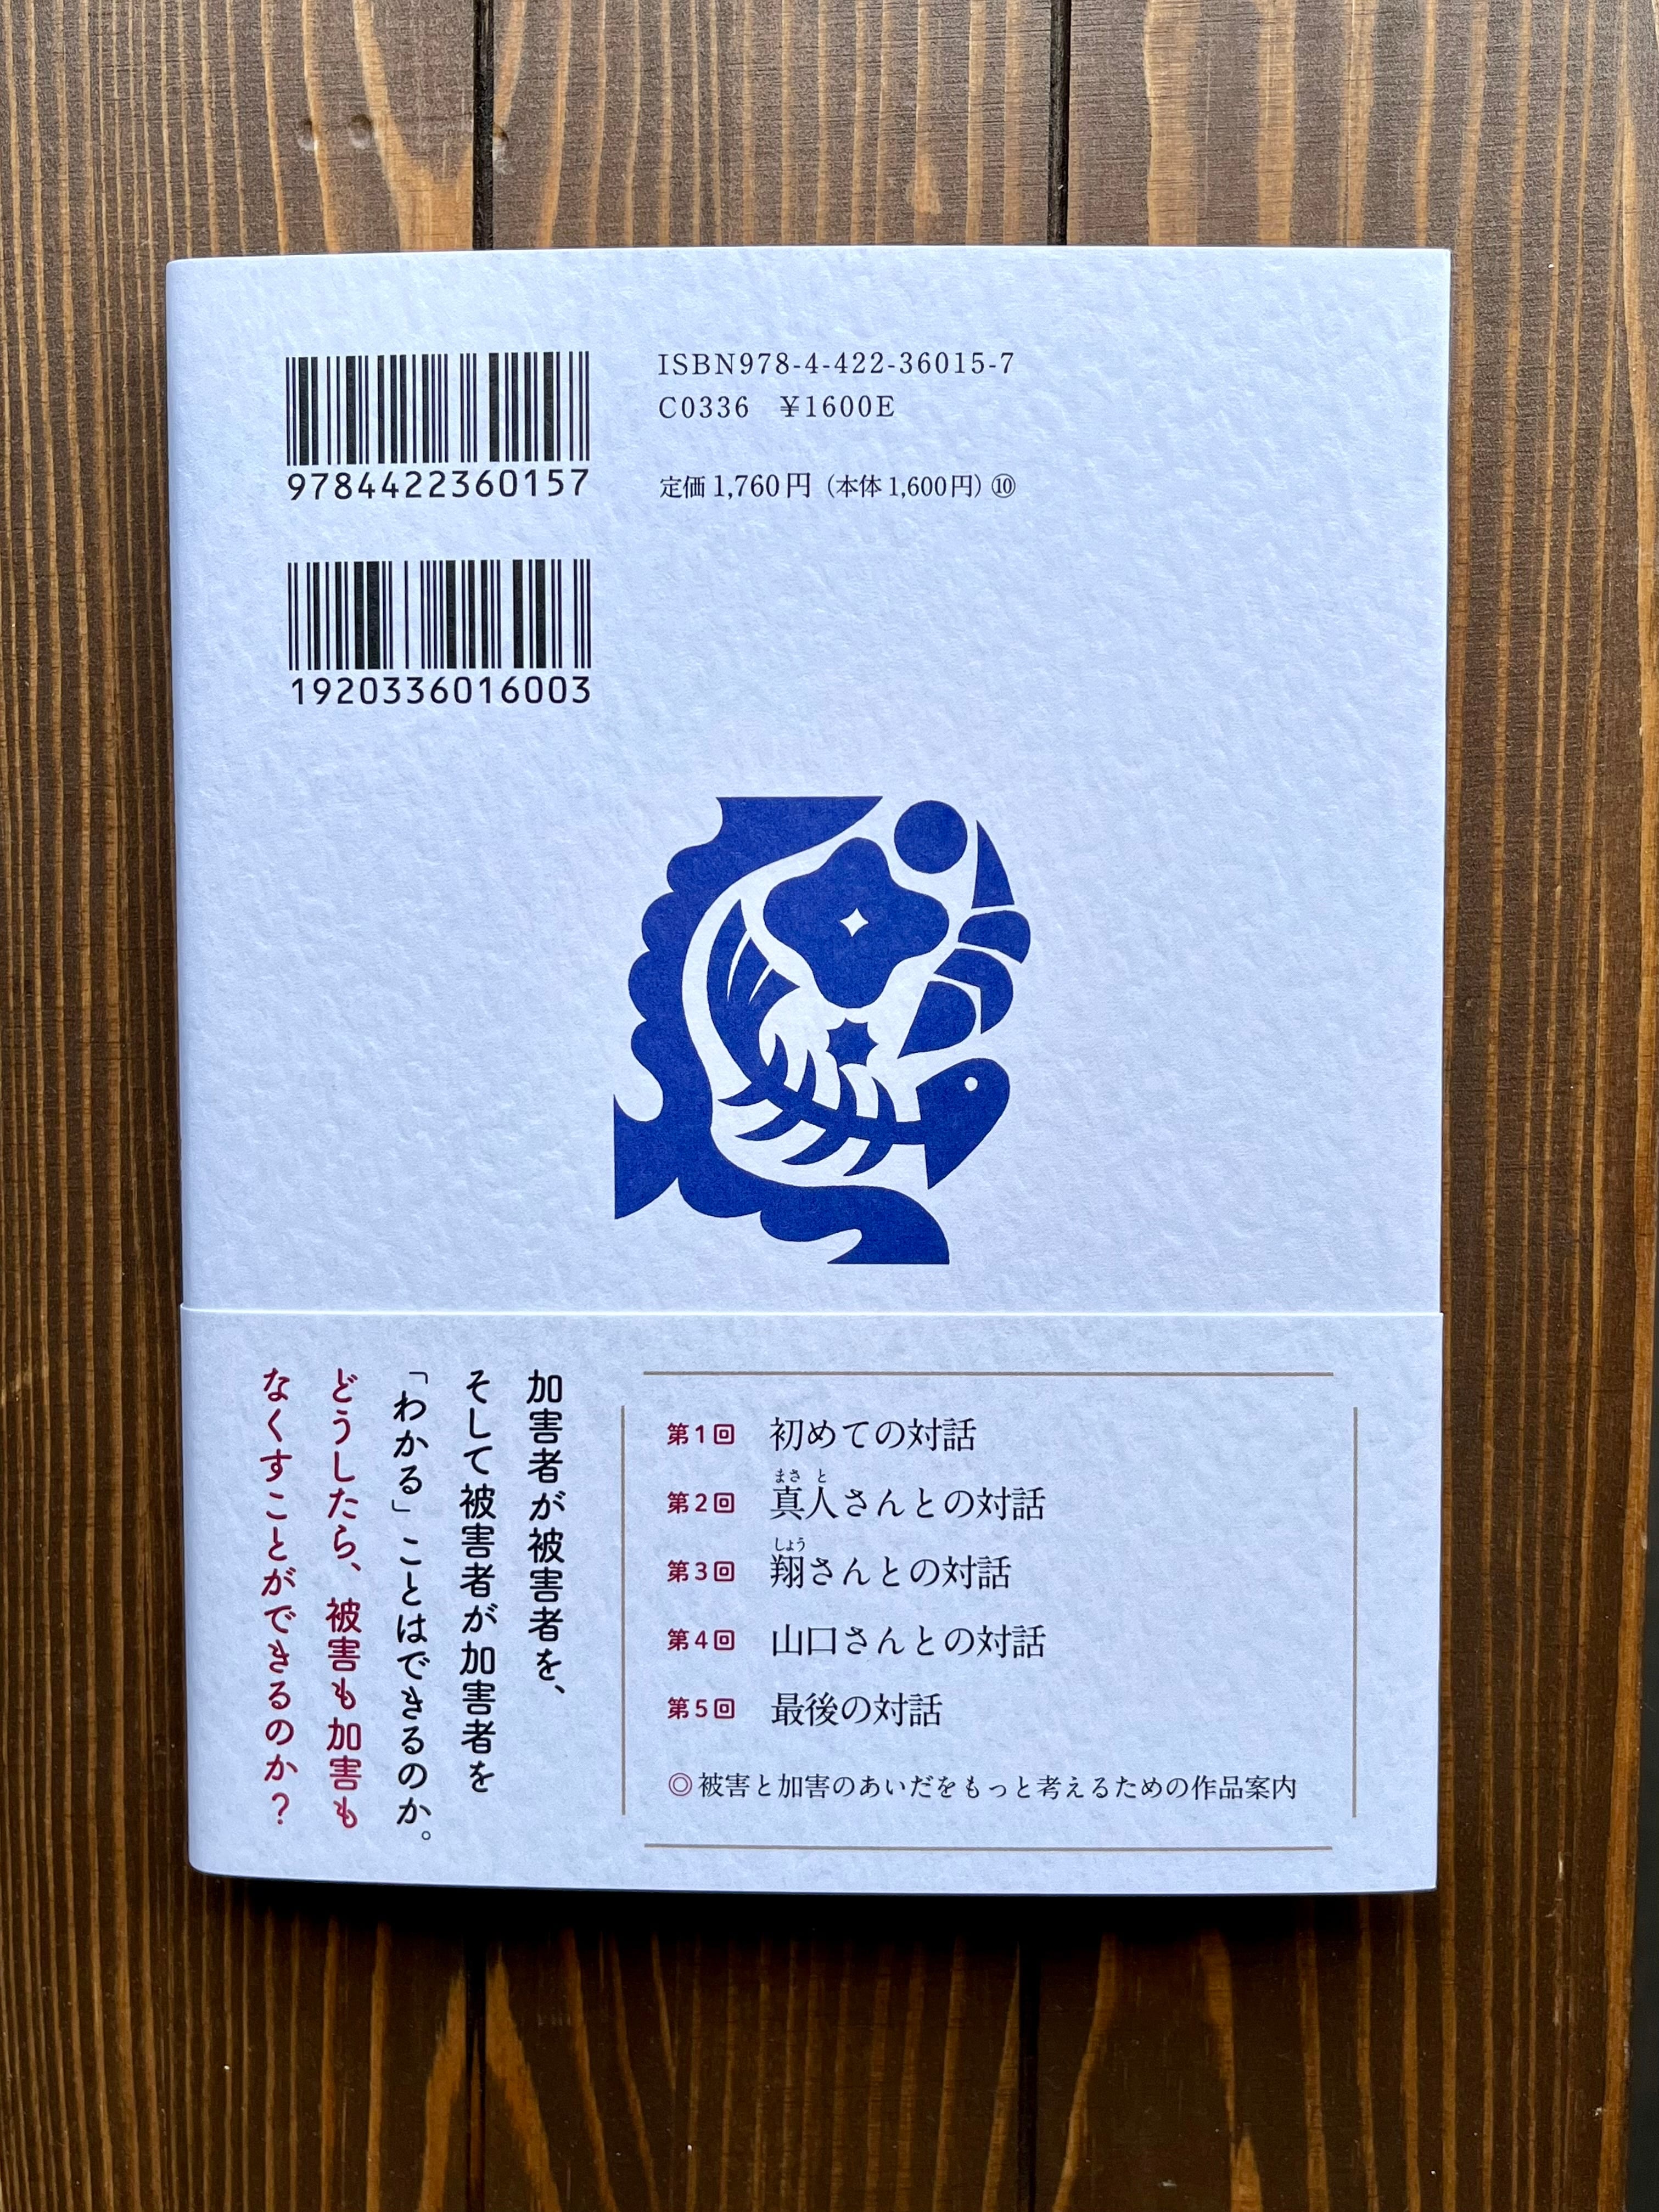 9784422360157
1920336016003
ISBN978-4-422-36015-7
C0336 ¥1600E
定価1,760円（本体1,600円）⑩
加害者が被害者を、
そして被害者が加害者を
「わかる」ことはできるのか。
どうしたら、被害も加害も
なくすことができるのか？
第1回 初めての対話
まさ と
第2回 真人さんとの対話
しょう
第3回 翔さんとの対話
第4回 山口さんとの対話
第5回 最後の対話
◎被害と加害のあいだをもっと考えるための作品案内